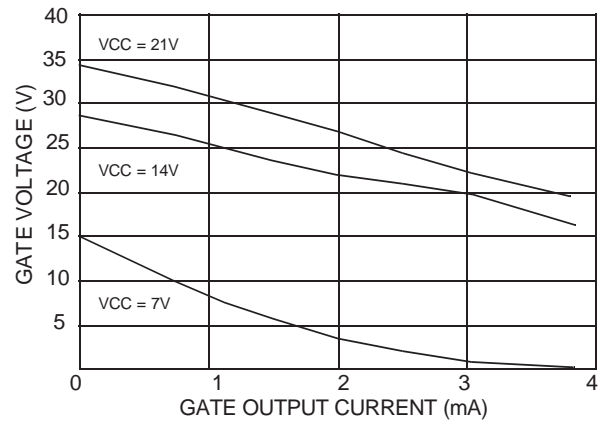 40
VCC = 21V
35
30
25
VCC = 14V
20
15
10
VCC = 7V
5
GATE VOLTAGE (V)
0 1 2 3 4
GATE OUTPUT CURRENT (mA)